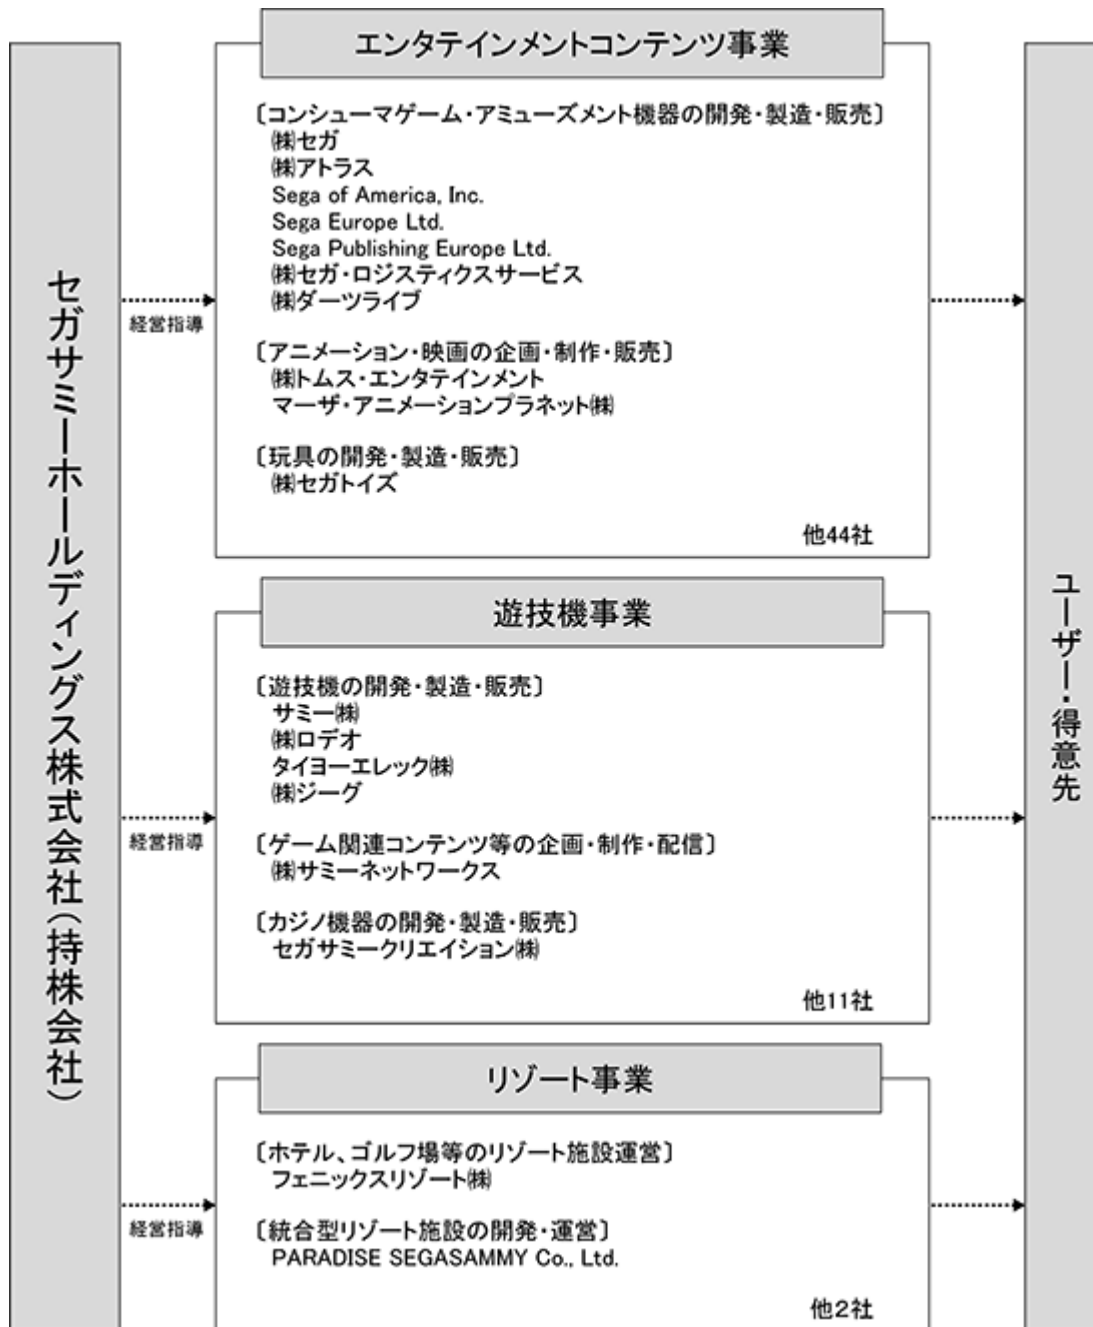 セガサミーホールディングス株式会社（持株会社）
経営指導
エンタテインメントコンテンツ事業
〔コンシューマゲーム・アミューズメント機器の開発・製造・販売〕
㈱セガ
㈱アトラス
Sega of America, Inc.
Sega Europe Ltd.
Sega Publishing Europe Ltd.
㈱セガ・ロジスティクスサービス
㈱ダーツライブ
〔アニメーション・映画の企画・制作・販売〕
㈱トムス・エンタテインメント
マーザ・アニメーションプラネット㈱
〔玩具の開発・製造・販売〕
㈱セガトイズ
他44社
経営指導
遊技機事業
〔遊技機の開発・製造・販売〕
サミー㈱
㈱ロデオ
タイヨーエレック㈱
㈱ジーグ
〔ゲーム関連コンテンツ等の企画・制作・配信〕
㈱サミーネットワークス
〔カジノ機器の開発・製造・販売〕
セガサミークリエイション㈱
他11社
経営指導
リゾート事業
〔ホテル、ゴルフ場等のリゾート施設運営〕
フェニックスリゾート㈱
〔統合型リゾート施設の開発・運営〕
PARADISE SEGASAMMY Co., Ltd.
他2社
ユーザー・得意先